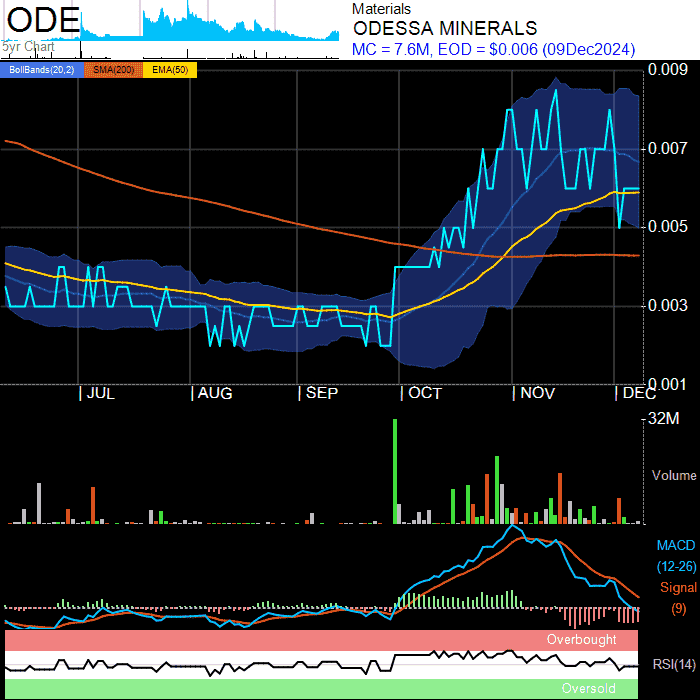 ODE
5yr Chart
Materials
ODESSA MINERALS
MC = 7.6M, EOD = $0.006 (09Dec2024)
BollBands(20,2) SMA(200) EMA(50)
0.009
0.007
0.005
0.003
0.001
JUL AUG SEP OCT NOV DEC
32M
Volume
MACD
(12-26)
Signal
(9)
Overbought
RSI(14)
Oversold